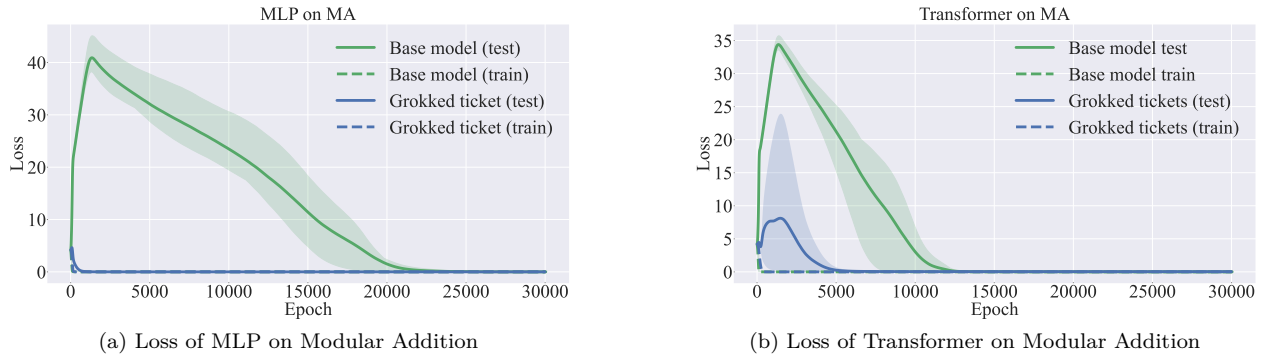 MLP on MA
Loss
40
30
20
10
0
Base model (test)
Base model (train)
Grokked ticket (test)
Grokked ticket (train)
0 5000 10000 15000 20000 25000 30000
Epoch
(a) Loss of MLP on Modular Addition
Transformer on MA
Loss
35
30
25
20
15
10
5
0
Base model test
Base model train
Grokked tickets (test)
Grokked tickets (train)
0 5000 10000 15000 20000 25000 30000
Epoch
(b) Loss of Transformer on Modular Addition